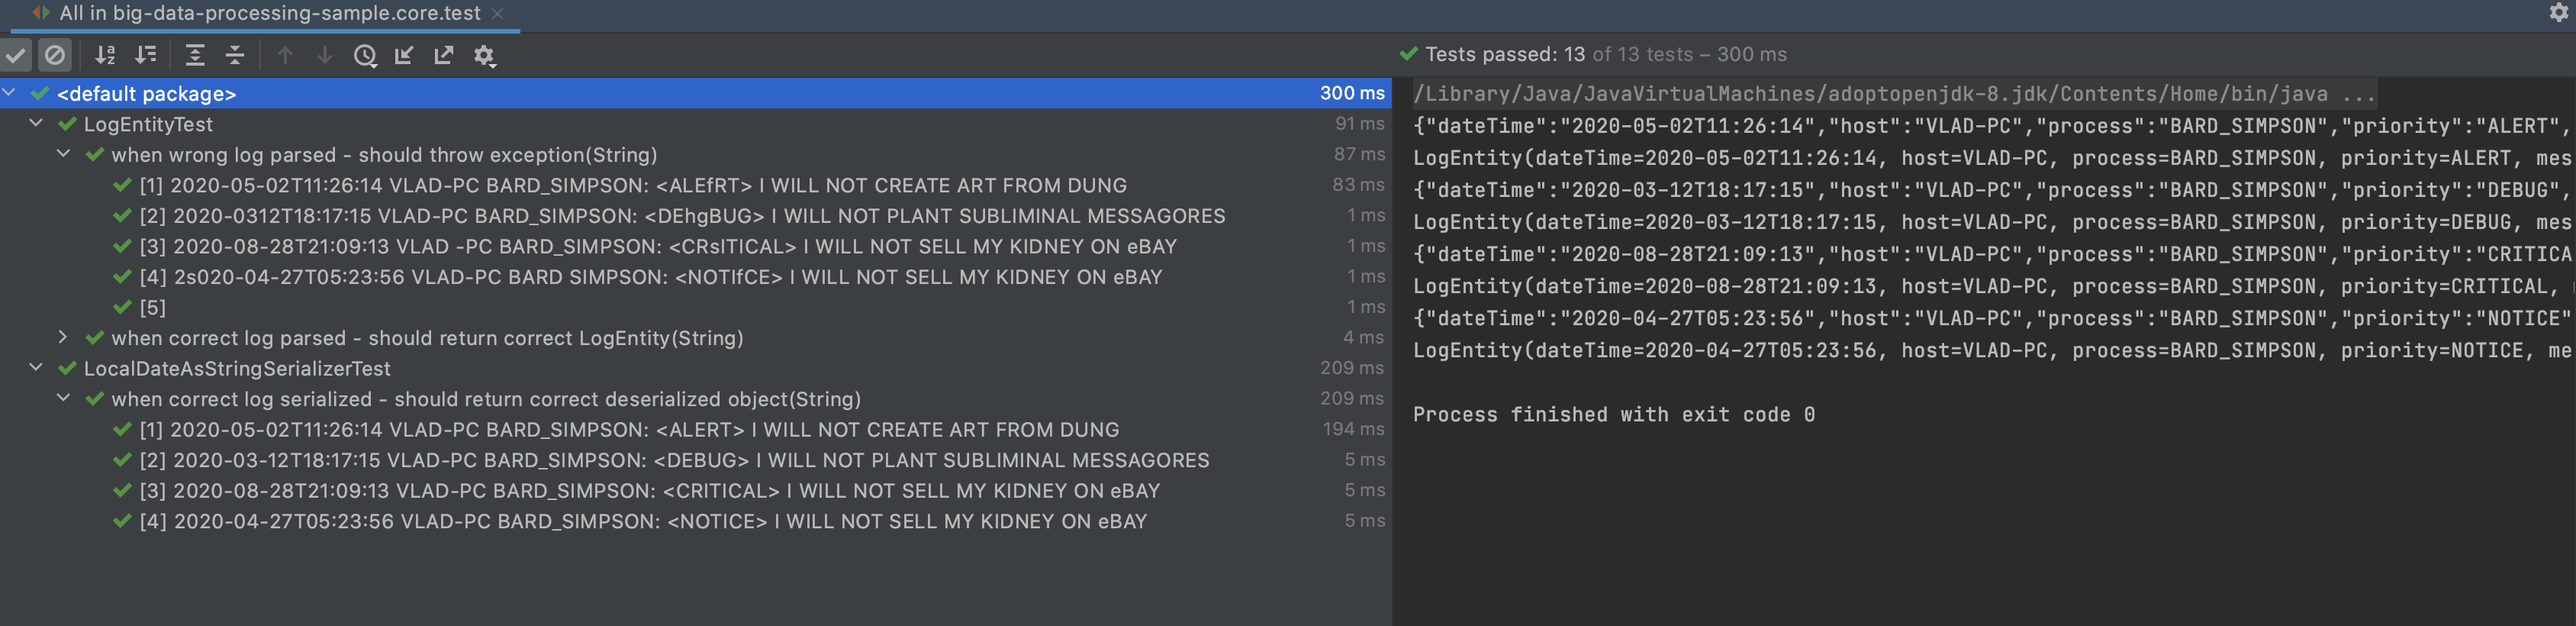 All in big-data-processing-sample.core.test
Tests passed: 13 of 13 tests – 300 ms
<default package> 300 ms
LogEntityTest 91 ms
when wrong log parsed - should throw exception(String) 87 ms
[1] 2020-05-02T11:26:14 VLAD-PC BARD_SIMPSON: <ALEfRT> I WILL NOT CREATE ART FROM DUNG 83 ms
[2] 2020-0312T18:17:15 VLAD-PC BARD_SIMPSON: <DEhgBUG> I WILL NOT PLANT SUBLIMINAL MESSAGORES 1 ms
[3] 2020-08-28T21:09:13 VLAD -PC BARD_SIMPSON: <CRsITICAL> I WILL NOT SELL MY KIDNEY ON eBAY 1 ms
[4] 2s020-04-27T05:23:56 VLAD-PC BARD SIMPSON: <NOTIfCE> I WILL NOT SELL MY KIDNEY ON eBAY 1 ms
[5] 1 ms
when correct log parsed - should return correct LogEntity(String) 4 ms
LocalDateAsStringSerializerTest 209 ms
when correct log serialized - should return correct deserialized object(String) 209 ms
[1] 2020-05-02T11:26:14 VLAD-PC BARD_SIMPSON: <ALERT> I WILL NOT CREATE ART FROM DUNG 194 ms
[2] 2020-03-12T18:17:15 VLAD-PC BARD_SIMPSON: <DEBUG> I WILL NOT PLANT SUBLIMINAL MESSAGORES 5 ms
[3] 2020-08-28T21:09:13 VLAD-PC BARD_SIMPSON: <CRITICAL> I WILL NOT SELL MY KIDNEY ON eBAY 5 ms
[4] 2020-04-27T05:23:56 VLAD-PC BARD_SIMPSON: <NOTICE> I WILL NOT SELL MY KIDNEY ON eBAY 5 ms
/Library/Java/JavaVirtualMachines/adoptopenjdk-8.jdk/Contents/Home/bin/java ...
{"dateTime":"2020-05-02T11:26:14","host":"VLAD-PC","process":"BARD_SIMPSON","priority":"ALERT",
LogEntity(dateTime=2020-05-02T11:26:14, host=VLAD-PC, process=BARD_SIMPSON, priority=ALERT, mes
{"dateTime":"2020-03-12T18:17:15","host":"VLAD-PC","process":"BARD_SIMPSON","priority":"DEBUG",
LogEntity(dateTime=2020-03-12T18:17:15, host=VLAD-PC, process=BARD_SIMPSON, priority=DEBUG, mes
{"dateTime":"2020-08-28T21:09:13","host":"VLAD-PC","process":"BARD_SIMPSON","priority":"CRITICA
LogEntity(dateTime=2020-08-28T21:09:13, host=VLAD-PC, process=BARD_SIMPSON, priority=CRITICAL,
{"dateTime":"2020-04-27T05:23:56","host":"VLAD-PC","process":"BARD_SIMPSON","priority":"NOTICE"
LogEntity(dateTime=2020-04-27T05:23:56, host=VLAD-PC, process=BARD_SIMPSON, priority=NOTICE, me
Process finished with exit code 0